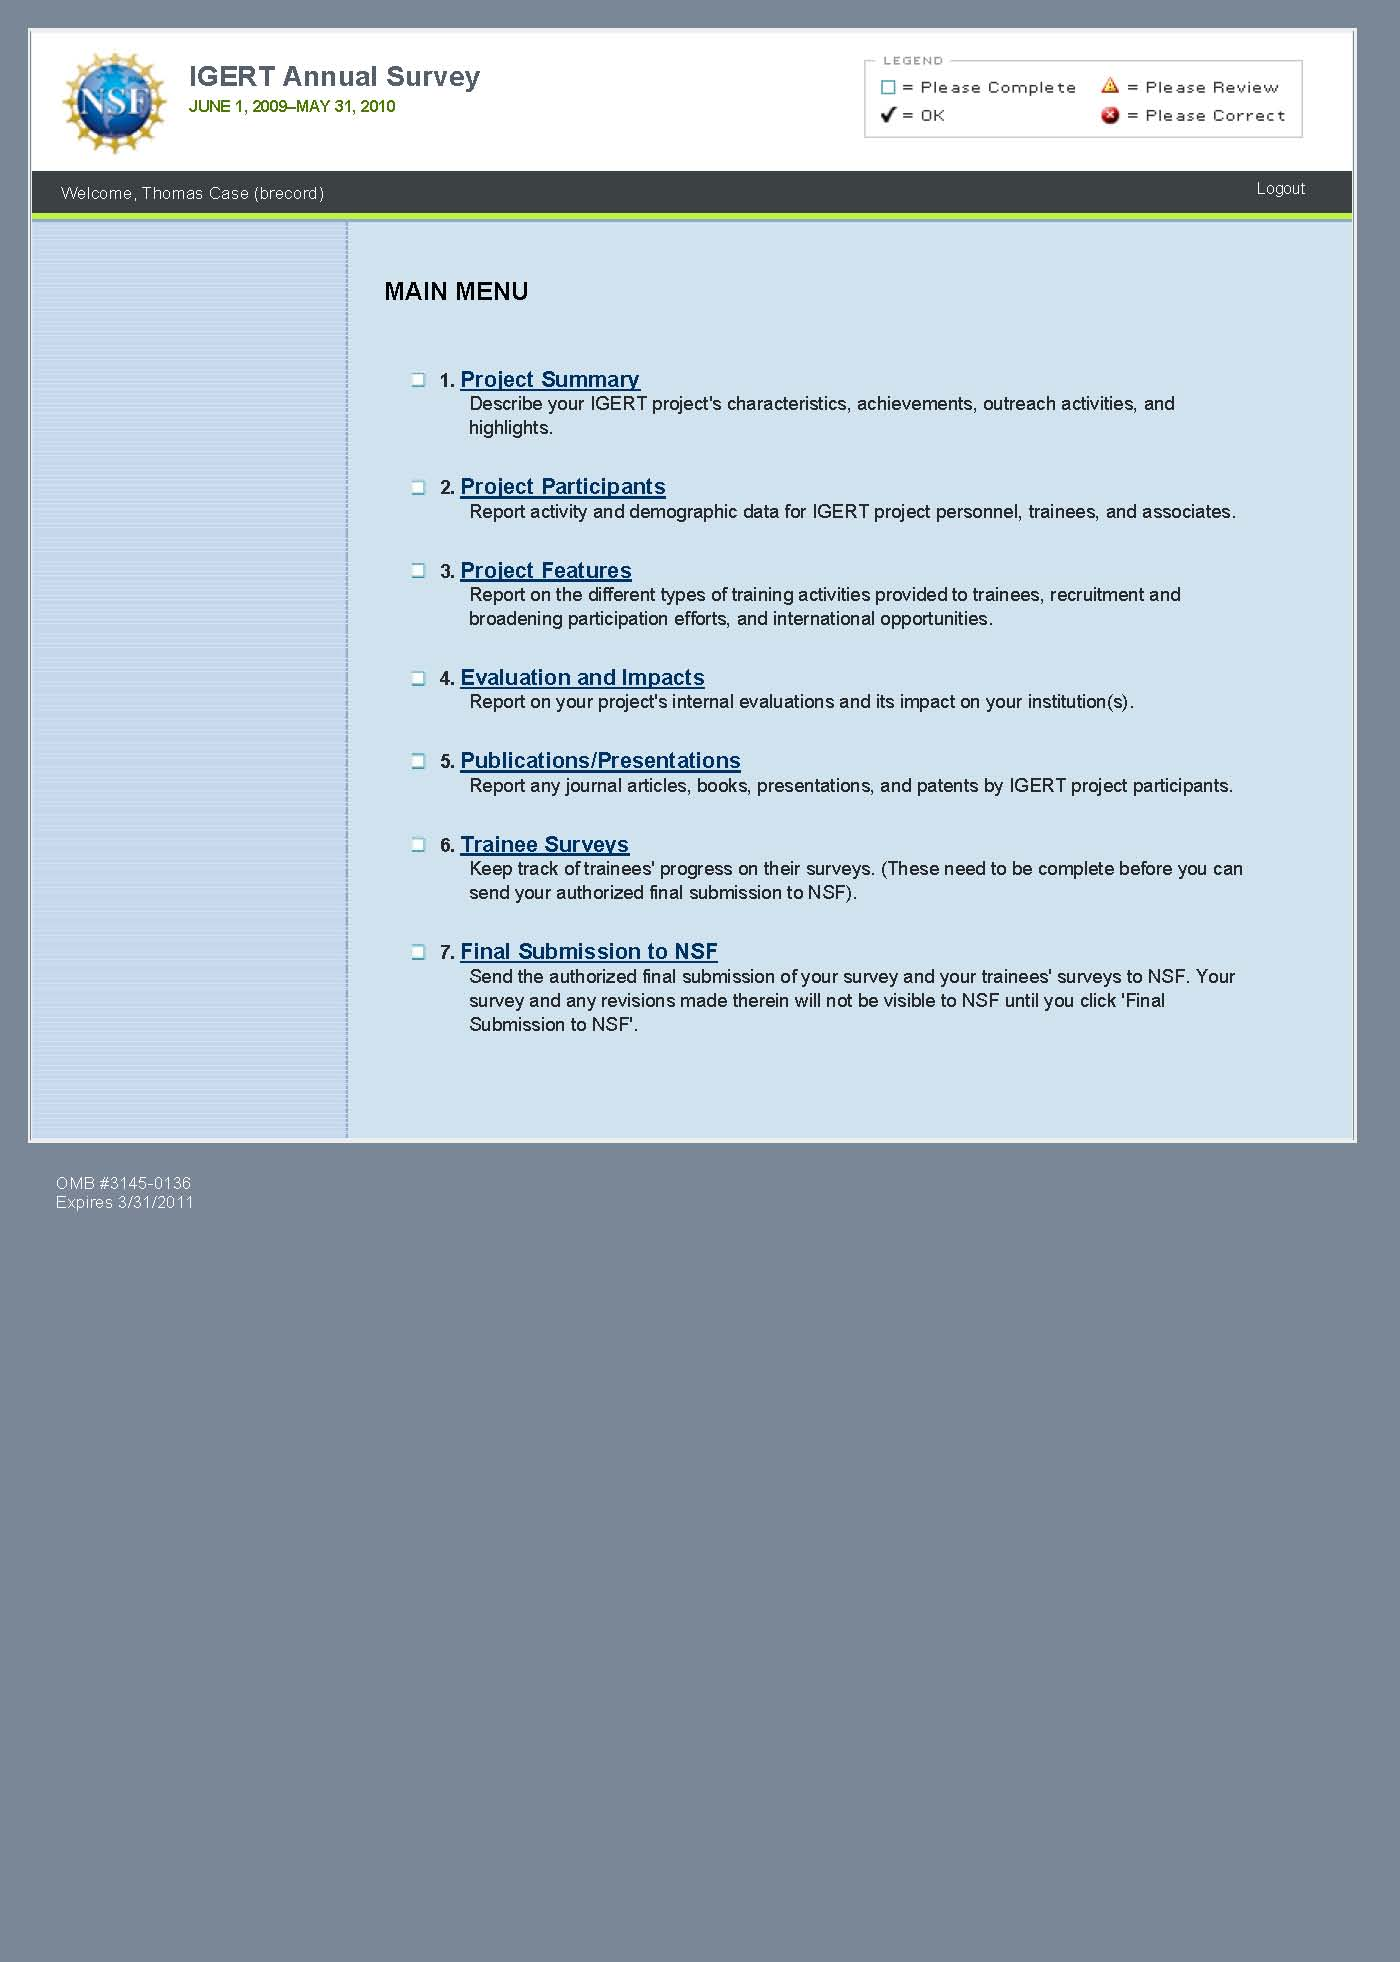 NSF
IGERT Annual Survey
JUNE 1, 2009–MAY 31, 2010
LEGEND
= Please Complete
= Please Review
= OK
= Please Correct
Welcome, Thomas Case (brecord)
Logout
MAIN MENU
1. Project Summary
Describe your IGERT project's characteristics, achievements, outreach activities, and
highlights.
2. Project Participants
Report activity and demographic data for IGERT project personnel, trainees, and associates.
3. Project Features
Report on the different types of training activities provided to trainees, recruitment and
broadening participation efforts, and international opportunities.
4. Evaluation and Impacts
Report on your project's internal evaluations and its impact on your institution(s).
5. Publications/Presentations
Report any journal articles, books, presentations, and patents by IGERT project participants.
6. Trainee Surveys
Keep track of trainees' progress on their surveys. (These need to be complete before you can
send your authorized final submission to NSF).
7. Final Submission to NSF
Send the authorized final submission of your survey and your trainees' surveys to NSF. Your
survey and any revisions made therein will not be visible to NSF until you click 'Final
Submission to NSF'.
OMB #3145-0136
Expires 3/31/2011